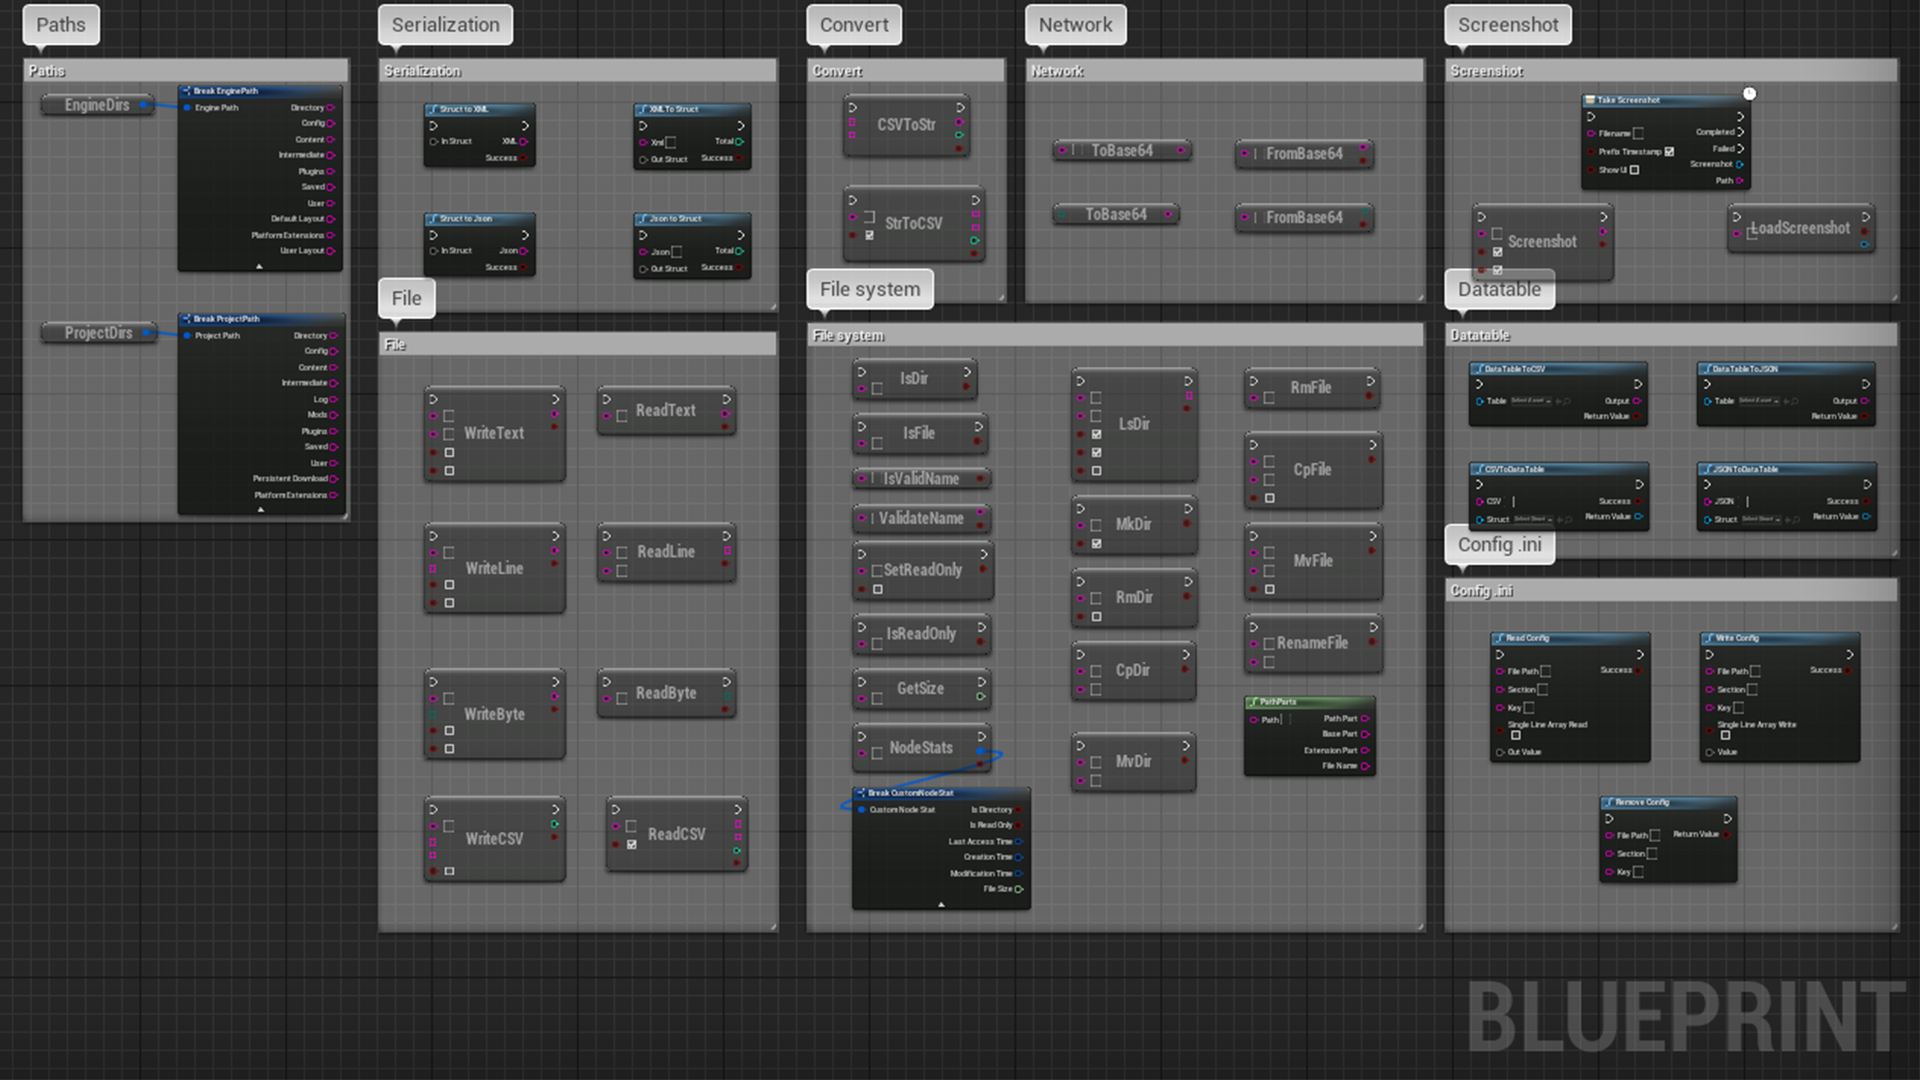 Paths
Paths
EngineDirs
Break EnginePath
Engine Path
Directory
Config
Content
Intermediate
Plugins
Saved
User
Default Layout
Platform Extensions
User Layout
ProjectDirs
Break ProjectPath
Project Path
Directory
Config
Content
Intermediate
Log
Mods
Plugins
Saved
User
Persistent Download
Platform Extensions
Serialization
Serialization
Struct to XML
In Struct
XML
Success
XML To Struct
Xml
Total
Out Struct
Success
Struct to Json
In Struct
Json
Success
Json to Struct
Json
Total
Out Struct
Success
File
File
WriteText
ReadText
WriteLine
ReadLine
WriteByte
ReadByte
WriteCSV
ReadCSV
Convert
Convert
CSVToStr
StrToCSV
Network
Network
ToBase64
FromBase64
ToBase64
FromBase64
File system
File system
IsDir
IsFile
IsValidName
ValidateName
SetReadOnly
IsReadOnly
GetSize
NodeStats
Break CustomNodeStat
Custom Node Stat
Is Directory
Is Read Only
Last Access Time
Creation Time
Modification Time
File Size
LsDir
MkDir
RmDir
CpDir
MvDir
RmFile
CpFile
MvFile
RenameFile
PathParts
Path
Path Part
Base Part
Extension Part
File Name
Screenshot
Screenshot
Take Screenshot
Filename
Completed
Prefix Timestamp
Failed
Show UI
Screenshot
Path
Screenshot
LoadScreenshot
Datatable
Datatable
DataTableToCSV
Table
Select Asset
Output
Return Value
DataTableToJSON
Table
Select Asset
Output
Return Value
CSVToDataTable
CSV
Success
Struct
Select Struct
Return Value
JSONToDataTable
JSON
Success
Struct
Select Struct
Return Value
Config .ini
Config .ini
Read Config
File Path
Success
Section
Key
Single Line Array Read
Out Value
Write Config
File Path
Success
Section
Key
Single Line Array Write
Value
Remove Config
File Path
Return Value
Section
Key
BLUEPRINT